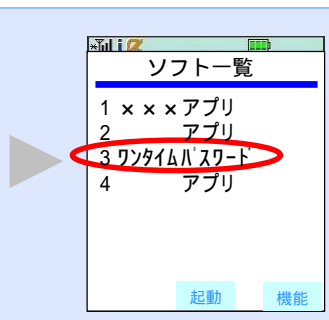 ソフト一覧
1 ×××アプリ
2 アプリ
3 ワンタイムパスワード
4 アプリ
起動 機能